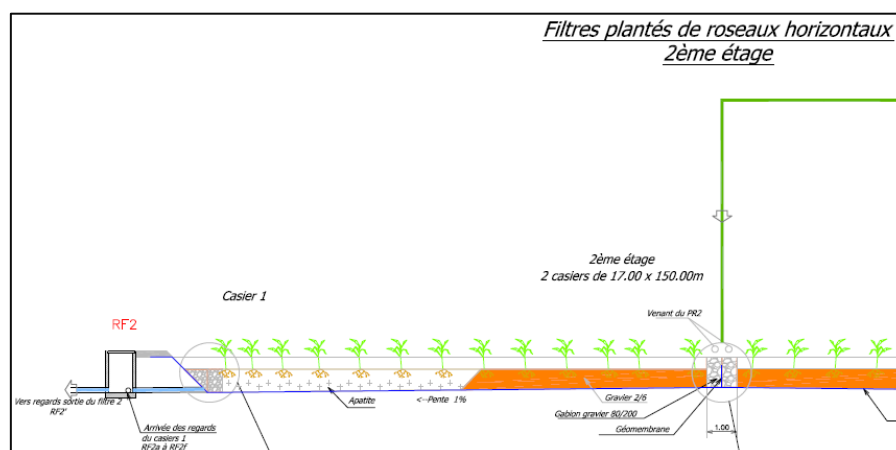 Filtres plantés de roseaux horizontaux
2ème étage
2ème étage
2 casiers de 17.00 x 150.00m
Casier 1
Venant du PR2
RF2
Apatite
<--Pente 1%
Gravier 2/6
Gabion gravier 80/200
Géomembrane
1.00
Vers regards sortie du filtre 2
RF2'
Arrivée des regards
du casiers 1
RF2a à RF2f